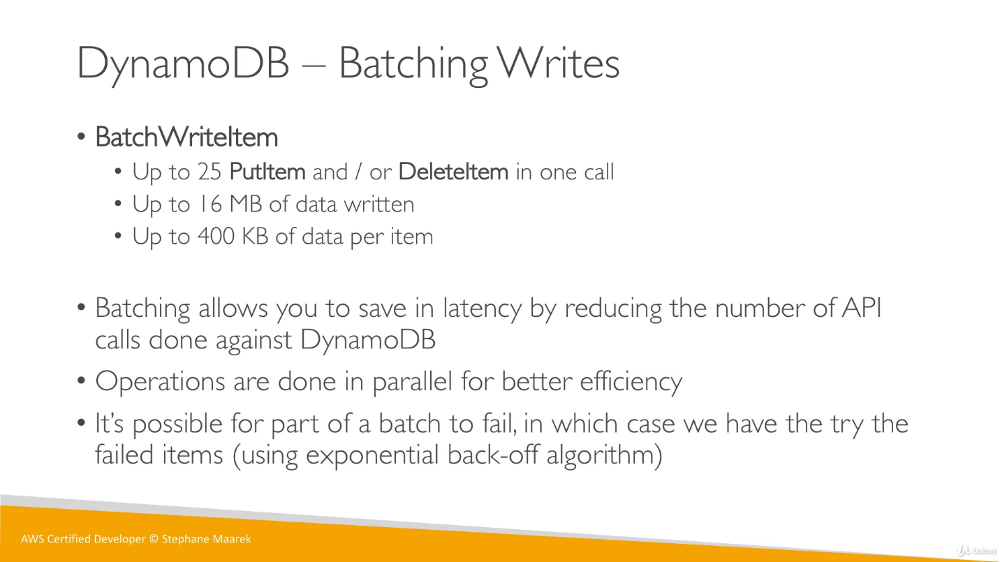 DynamoDB – Batching Writes
• BatchWriteItem
• Up to 25 PutItem and / or DeleteItem in one call
• Up to 16 MB of data written
• Up to 400 KB of data per item
• Batching allows you to save in latency by reducing the number of API
calls done against DynamoDB
• Operations are done in parallel for better efficiency
• It’s possible for part of a batch to fail, in which case we have the try the
failed items (using exponential back-off algorithm)
AWS Certified Developer © Stephane Maarek
Udemy